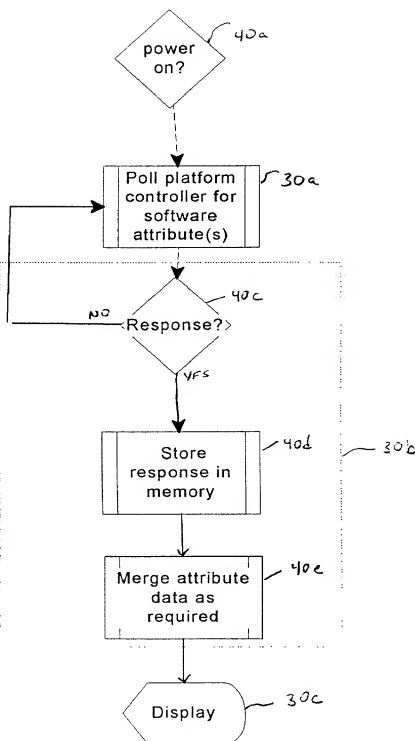 power
on?
40a
Poll platform
controller for
software
attribute(s)
30a
Response?
40c
NO
YES
Store
response in
memory
40d
30b
Merge attribute
data as
required
40e
Display
30c